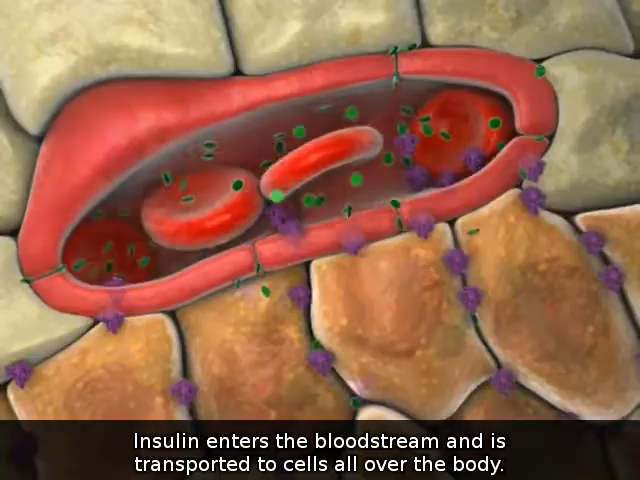 Insulin enters the bloodstream and is
transported to cells all over the body.